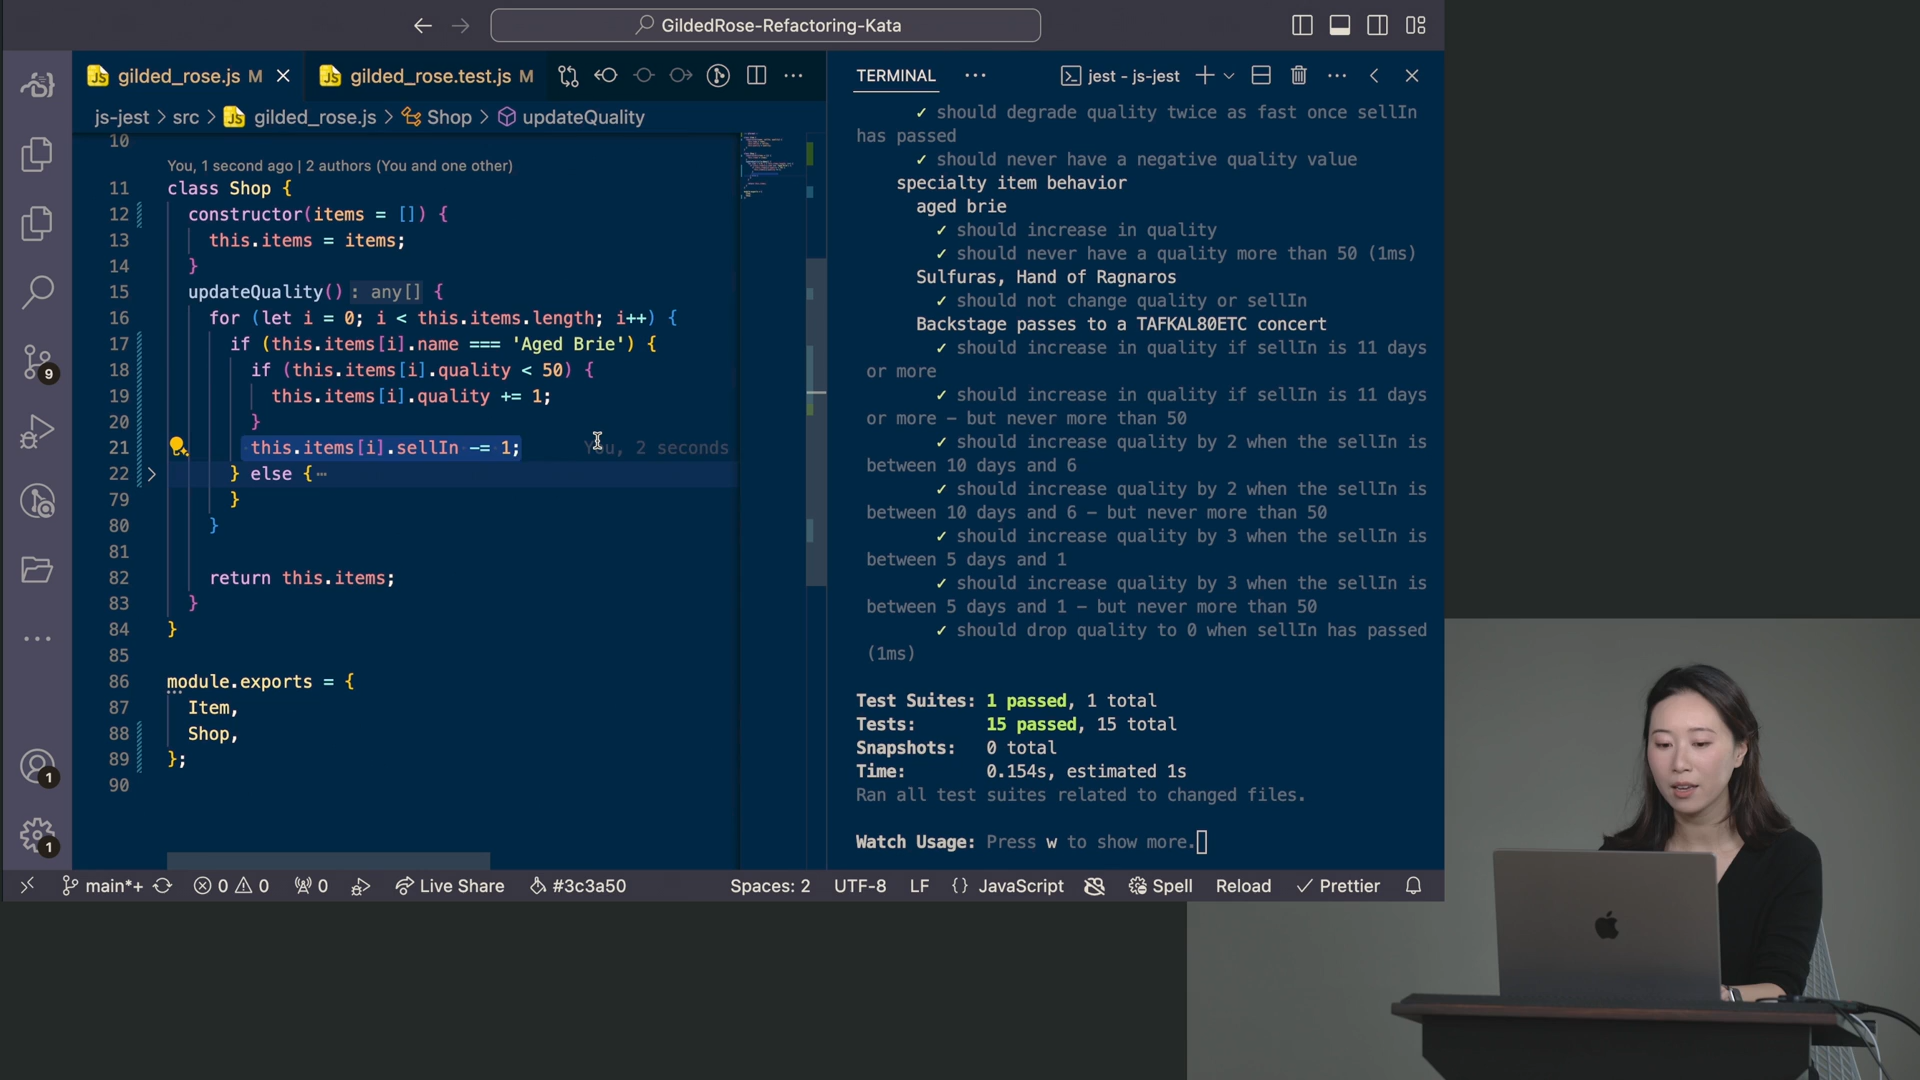 GildedRose-Refactoring-Kata
JS gilded_rose.js M
JS gilded_rose.test.js M
js-jest > src > JS gilded_rose.js > Shop > updateQuality
10
You, 1 second ago | 2 authors (You and one other)
11 class Shop {
12 constructor(items = []) {
13 this.items = items;
14 }
15 updateQuality() : any[] {
16 for (let i = 0; i < this.items.length; i++) {
17 if (this.items[i].name === 'Aged Brie') {
18 if (this.items[i].quality < 50) {
19 this.items[i].quality += 1;
20 }
21 this.items[i].sellIn -= 1; You, 2 seconds
22 } else { ⋯
79 }
80 }
81
82 return this.items;
83 }
84 }
85
86 module.exports = {
87 Item,
88 Shop,
89 };
90
9
1
1
TERMINAL
jest - js-jest
✓ should degrade quality twice as fast once sellIn
has passed
✓ should never have a negative quality value
specialty item behavior
aged brie
✓ should increase in quality
✓ should never have a quality more than 50 (1ms)
Sulfuras, Hand of Ragnaros
✓ should not change quality or sellIn
Backstage passes to a TAFKAL80ETC concert
✓ should increase in quality if sellIn is 11 days
or more
✓ should increase in quality if sellIn is 11 days
or more – but never more than 50
✓ should increase quality by 2 when the sellIn is
between 10 days and 6
✓ should increase quality by 2 when the sellIn is
between 10 days and 6 – but never more than 50
✓ should increase quality by 3 when the sellIn is
between 5 days and 1
✓ should increase quality by 3 when the sellIn is
between 5 days and 1 – but never more than 50
✓ should drop quality to 0 when sellIn has passed
(1ms)
Test Suites: 1 passed, 1 total
Tests: 15 passed, 15 total
Snapshots: 0 total
Time: 0.154s, estimated 1s
Ran all test suites related to changed files.
Watch Usage: Press w to show more.
main*+ 0 0 0 Live Share #3c3a50 Spaces: 2 UTF-8 LF {} JavaScript Spell Reload ✓ Prettier